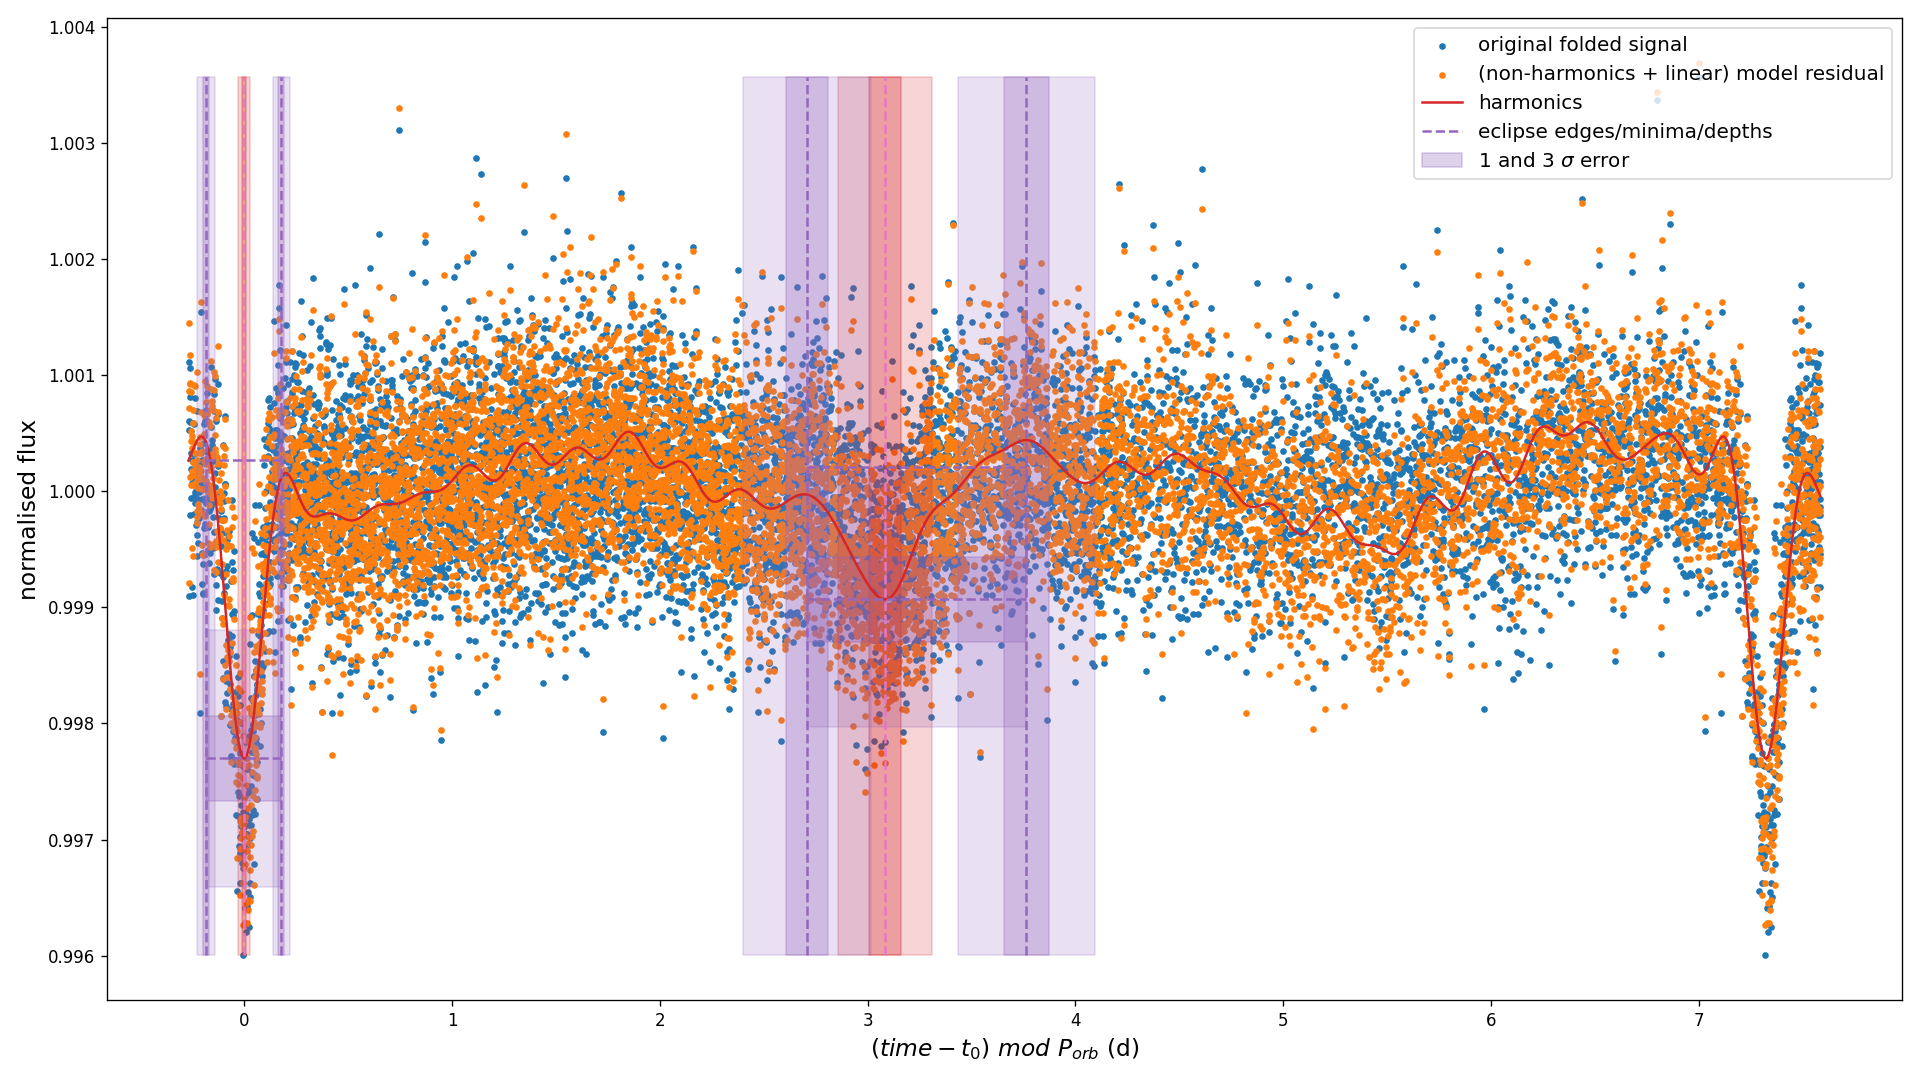 original folded signal
(non-harmonics + linear) model residual
harmonics
eclipse edges/minima/depths
1 and 3 σ error
normalised flux
1.004
1.003
1.002
1.001
1.000
0.999
0.998
0.997
0.996
0 1 2 3 4 5 6 7
(time − t₀) mod Pₒᵣb (d)